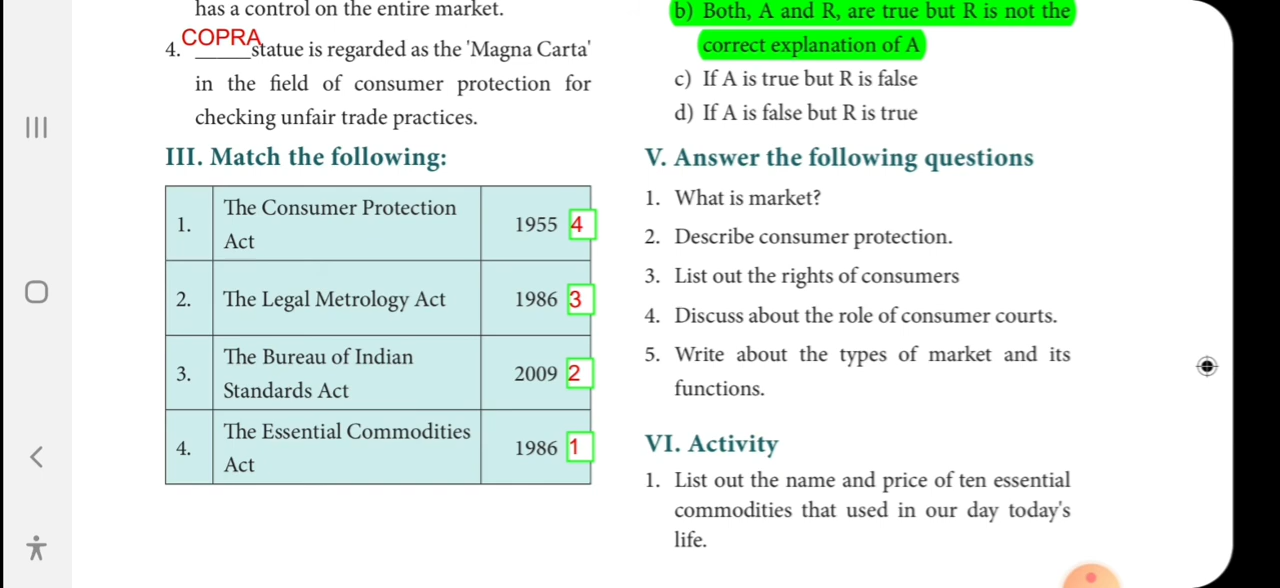 has a control on the entire market.
4. COPRA statue is regarded as the 'Magna Carta'
in the field of consumer protection for
checking unfair trade practices.
III. Match the following:
1. The Consumer Protection Act 1955 4
2. The Legal Metrology Act 1986 3
3. The Bureau of Indian Standards Act 2009 2
4. The Essential Commodities Act 1986 1
b) Both, A and R, are true but R is not the
correct explanation of A
c) If A is true but R is false
d) If A is false but R is true
V. Answer the following questions
1. What is market?
2. Describe consumer protection.
3. List out the rights of consumers
4. Discuss about the role of consumer courts.
5. Write about the types of market and its
functions.
VI. Activity
1. List out the name and price of ten essential
commodities that used in our day today's
life.